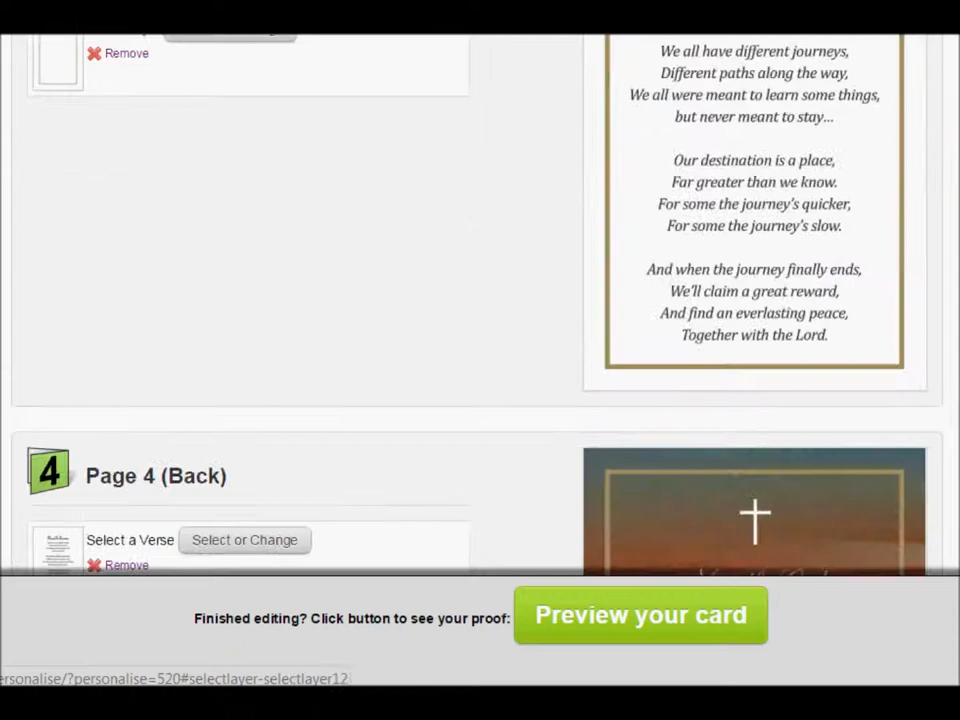 Remove
We all have different journeys,
Different paths along the way,
We all were meant to learn some things,
but never meant to stay...
Our destination is a place,
Far greater than we know.
For some the journey's quicker,
For some the journey's slow.
And when the journey finally ends,
We'll claim a great reward,
And find an everlasting peace,
Together with the Lord.
4
Page 4 (Back)
Select a Verse
Select or Change
Remove
Finished editing? Click button to see your proof:
Preview your card
ersonalise/?personalise=520#selectlayer-selectlayer12